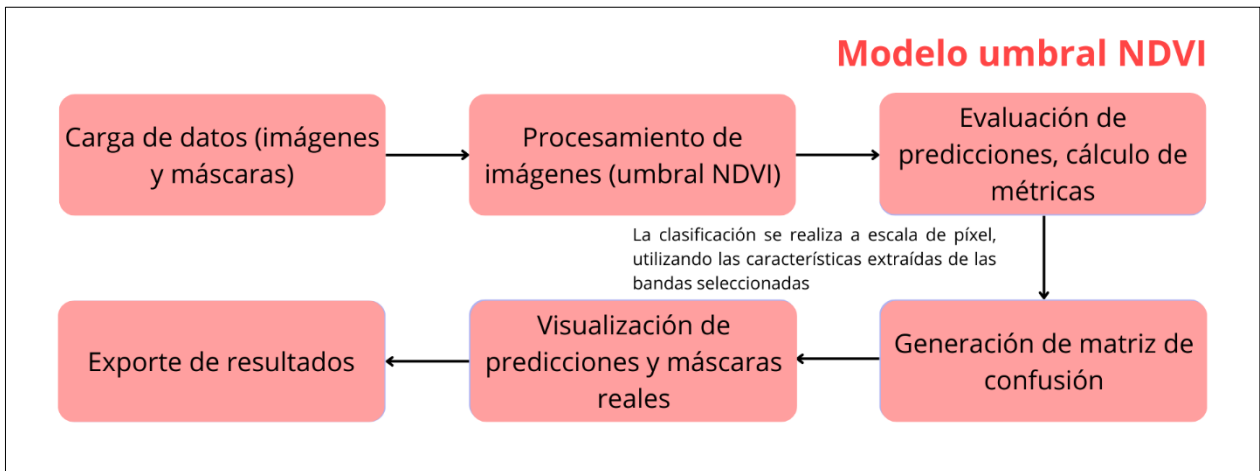 Modelo umbral NDVI
Carga de datos (imágenes
y máscaras)
Procesamiento de
imágenes (umbral NDVI)
Evaluación de
predicciones, cálculo de
métricas
La clasificación se realiza a escala de píxel,
utilizando las características extraídas de las
bandas seleccionadas
Generación de matriz de
confusión
Visualización de
predicciones y máscaras
reales
Exporte de resultados